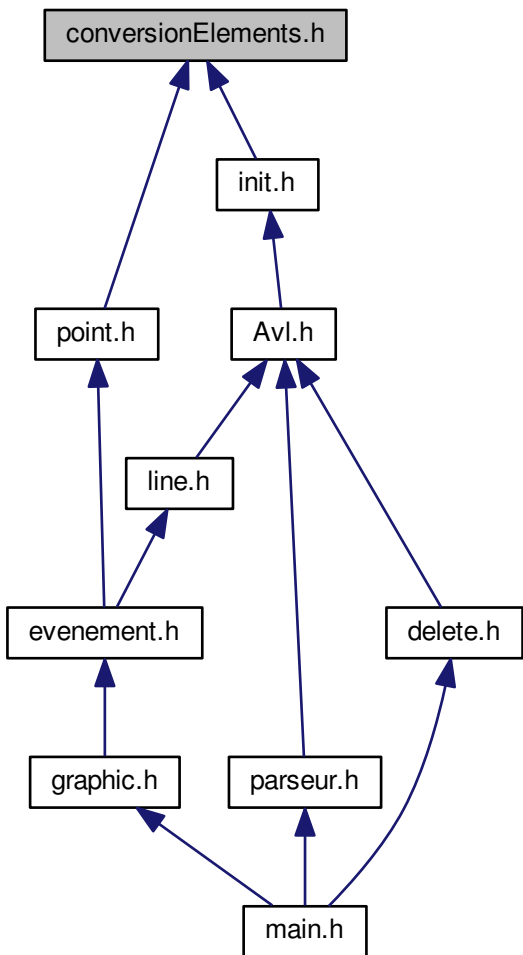 conversionElements.h
init.h
point.h
Avl.h
line.h
evenement.h
delete.h
graphic.h
parseur.h
main.h